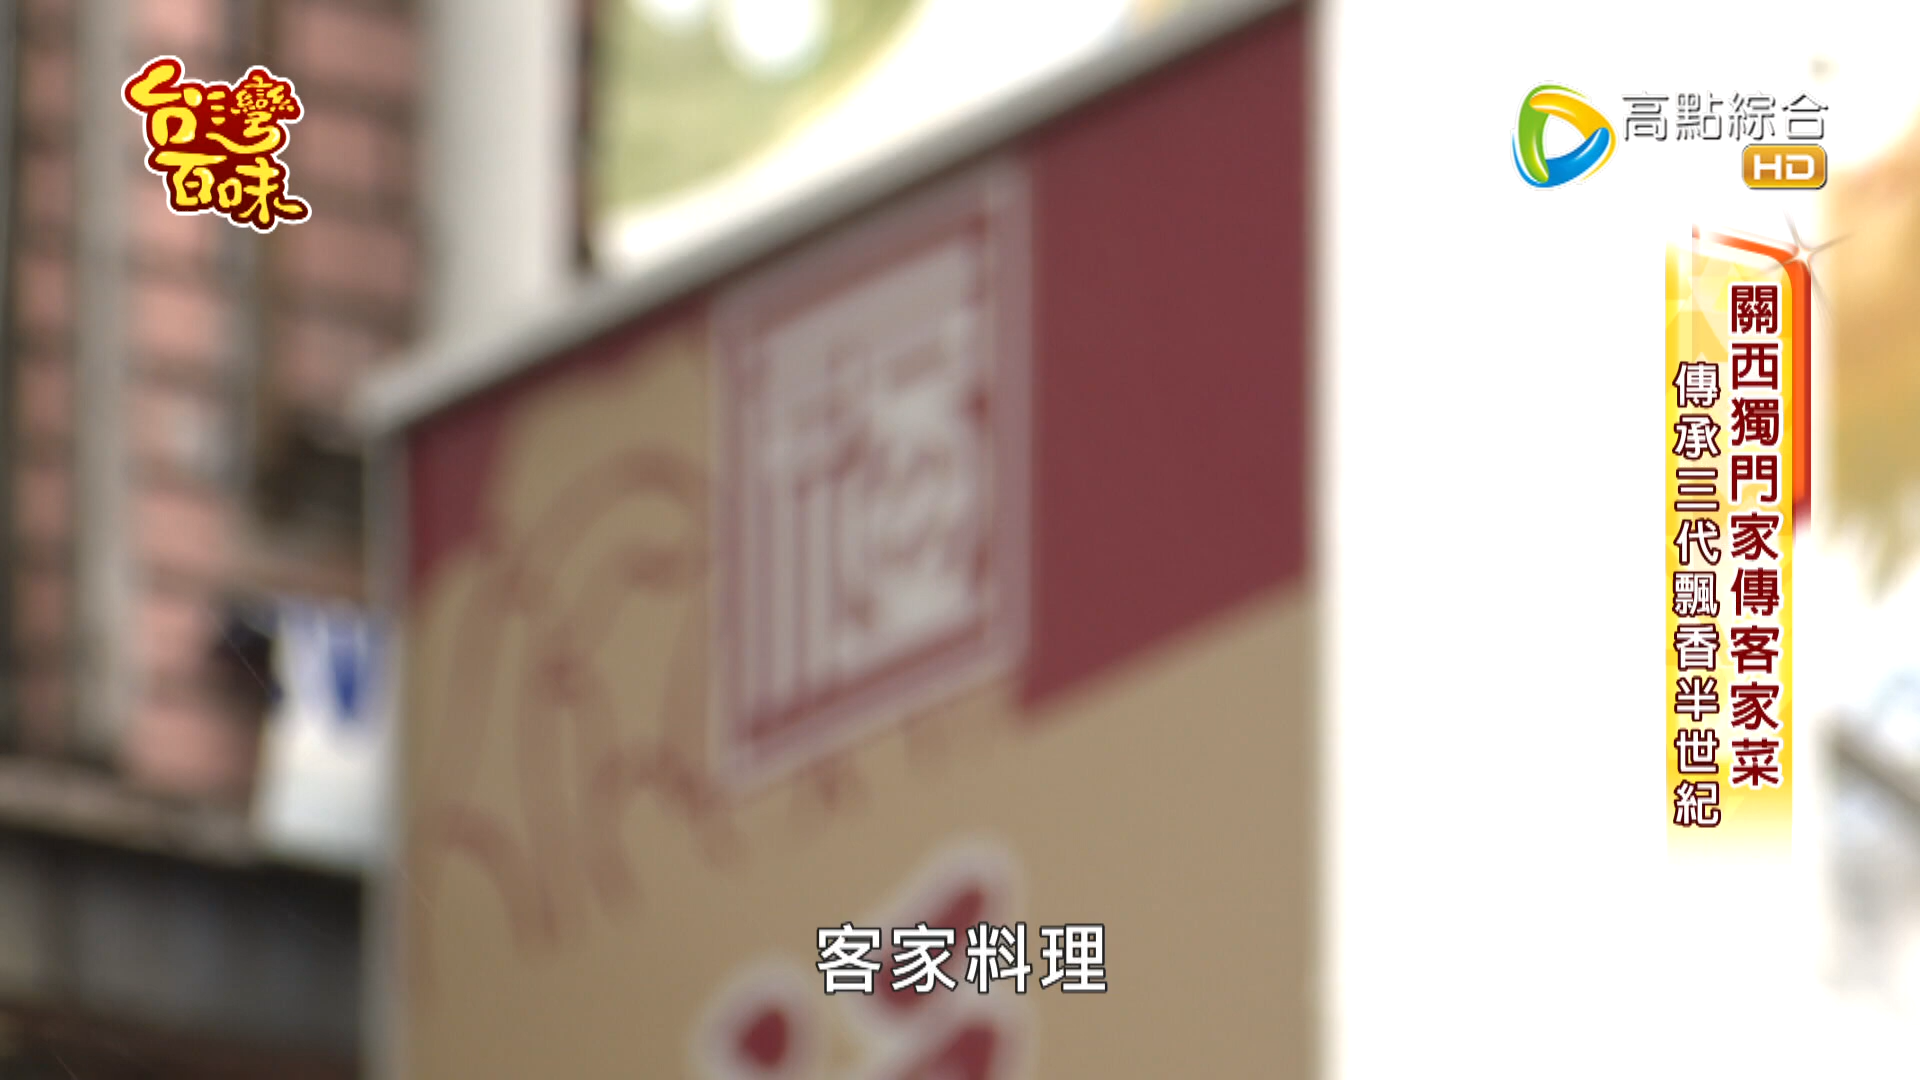 台灣
百味
高點綜合
HD
關西獨門家傳客家菜
傳承三代飄香半世紀
客家料理